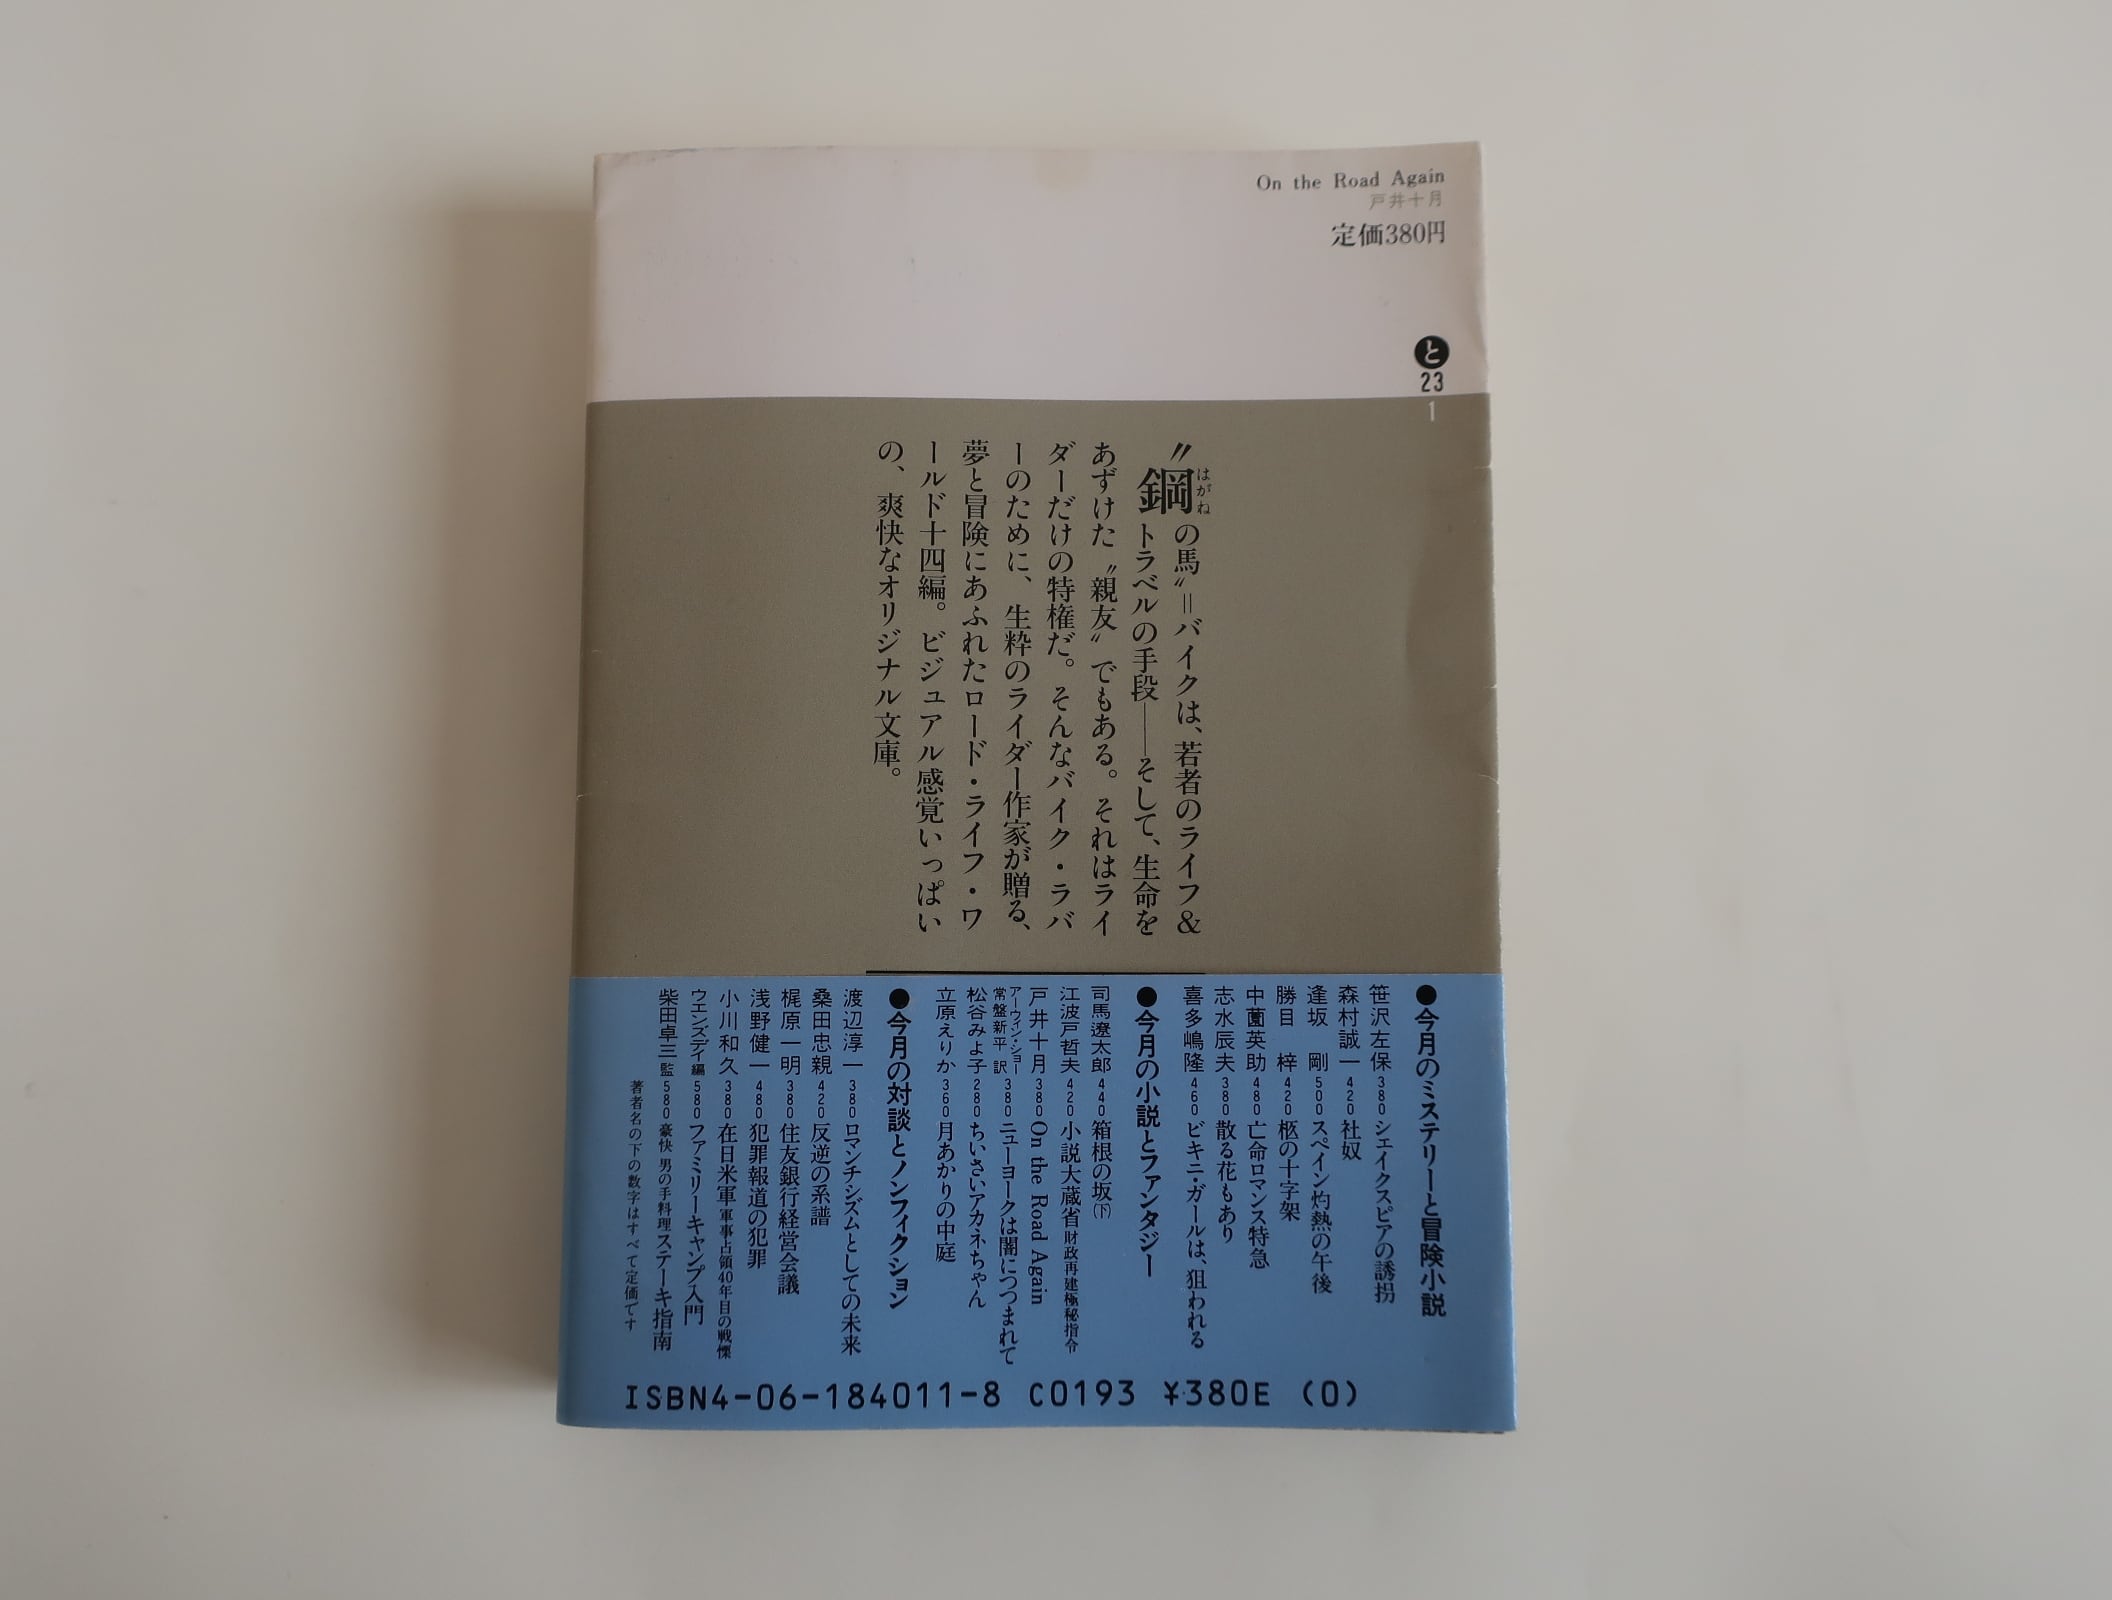 On the Road Again
戸井十月
定価380円
と
23
1
〝鋼の馬〟=バイクは、若者のライフ&
はがね
トラベルの手段──そして、生命を
あずけた〝親友〟でもある。それはライ
ダーだけの特権だ。そんなバイク・ラバ
ーのために、生粋のライダー作家が贈る、
夢と冒険にあふれたロード・ライフ・ワ
ールド十四編。ビジュアル感覚いっぱい
の、爽快なオリジナル文庫。
●今月のミステリーと冒険小説
笹沢左保380シェイクスピアの誘拐
森村誠一420社奴
逢坂 剛500スペイン灼熱の午後
勝目 梓420柩の十字架
中薗英助480亡命ロマンス特急
志水辰夫380散る花もあり
喜多嶋隆460ビキニ・ガールは、狙われる
●今月の小説とファンタジー
司馬遼太郎440箱根の坂(下)
江波戸哲夫420小説大蔵省 財政再建極秘指令
戸井十月380On the Road Again
アーウィン・ショー
常盤新平 訳380ニューヨークは闇につつまれて
松谷みよ子280ちいさいアカネちゃん
立原えりか360月あかりの中庭
●今月の対談とノンフィクション
渡辺淳一380ロマンチシズムとしての未来
桑田忠親420反逆の系譜
梶原一明380住友銀行経営会議
浅野健一480犯罪報道の犯罪
小川和久380在日米軍 軍事占領40年目の戦慄
ウエンズデイ編580ファミリーキャンプ入門
柴田卓三監580豪快 男の手料理ステーキ指南
著者名の下の数字はすべて定価です
ISBN4-06-184011-8 C0193 ¥380E (0)